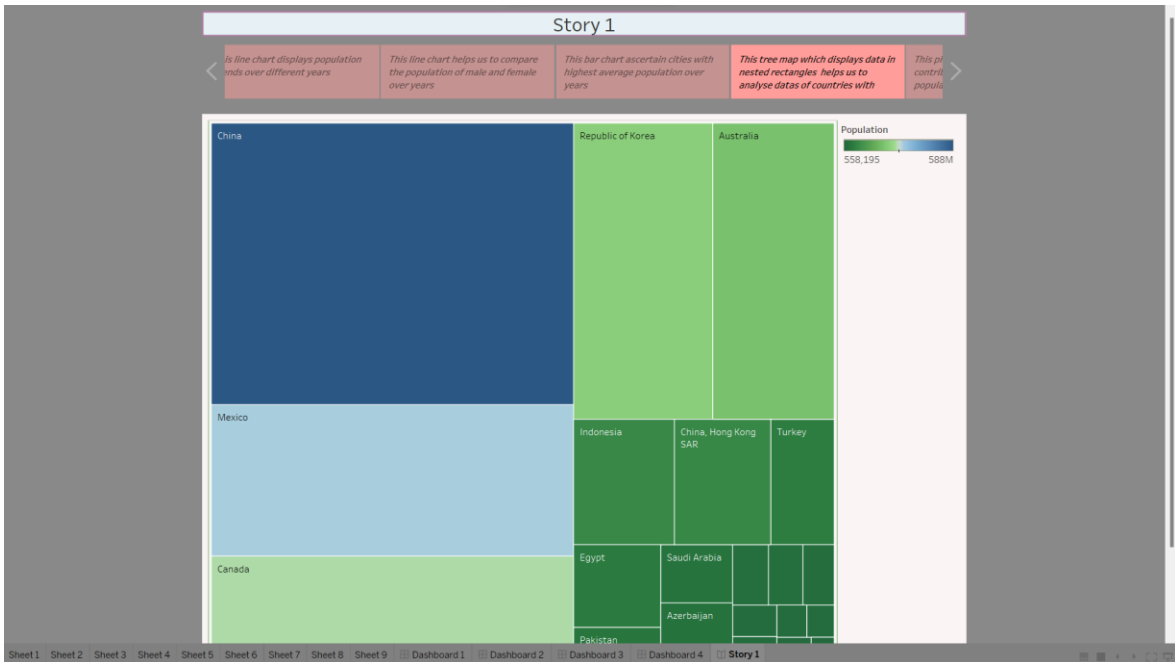 Story 1
is line chart displays population
ends over different years
This line chart helps us to compare
the population of male and female
over years
This bar chart ascertain cities with
highest average population over
years
This tree map which displays data in
nested rectangles helps us to
analyse datas of countries with
This pi
contril
popula
China
Republic of Korea
Australia
Population
558,195
588M
Mexico
Indonesia
China, Hong Kong
SAR
Turkey
Canada
Egypt
Saudi Arabia
Azerbaijan
Pakistan
Sheet 1
Sheet 2
Sheet 3
Sheet 4
Sheet 5
Sheet 6
Sheet 7
Sheet 8
Sheet 9
Dashboard 1
Dashboard 2
Dashboard 3
Dashboard 4
Story 1